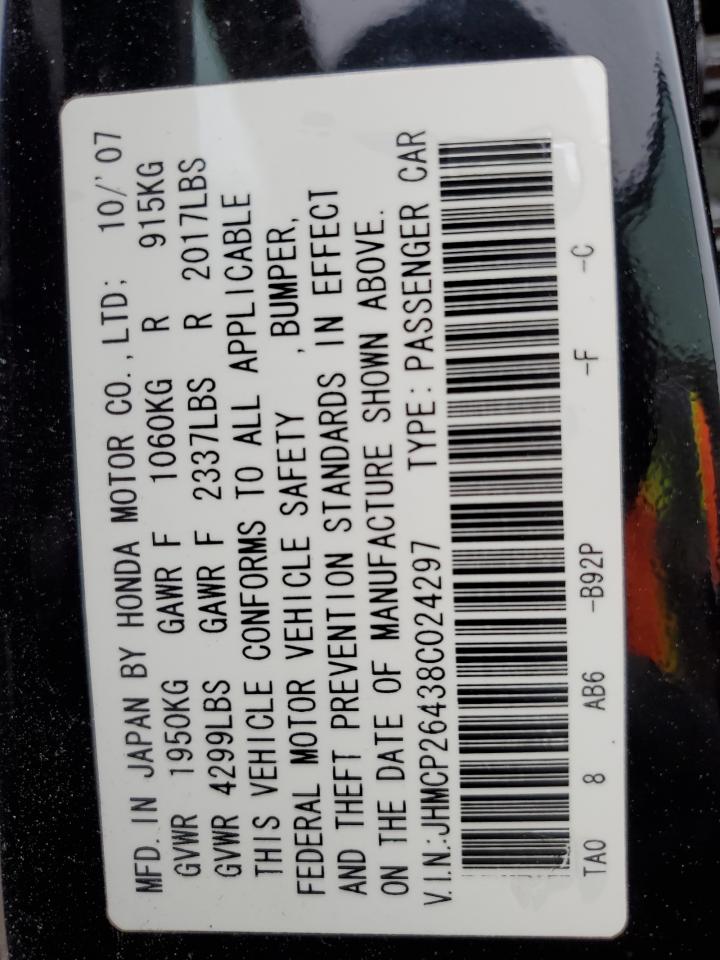 MFD. IN JAPAN BY HONDA MOTOR CO., LTD; 10/'07
GVWR 1950KG GAWR F 1060KG R 915KG
GVWR 4299LBS GAWR F 2337LBS R 2017LBS
THIS VEHICLE CONFORMS TO ALL APPLICABLE
FEDERAL MOTOR VEHICLE SAFETY , BUMPER,
AND THEFT PREVENTION STANDARDS IN EFFECT
ON THE DATE OF MANUFACTURE SHOWN ABOVE.
V.I.N.:JHMCP26438C024297 TYPE:PASSENGER CAR
TA0 8 AB6 -B92P -F -C